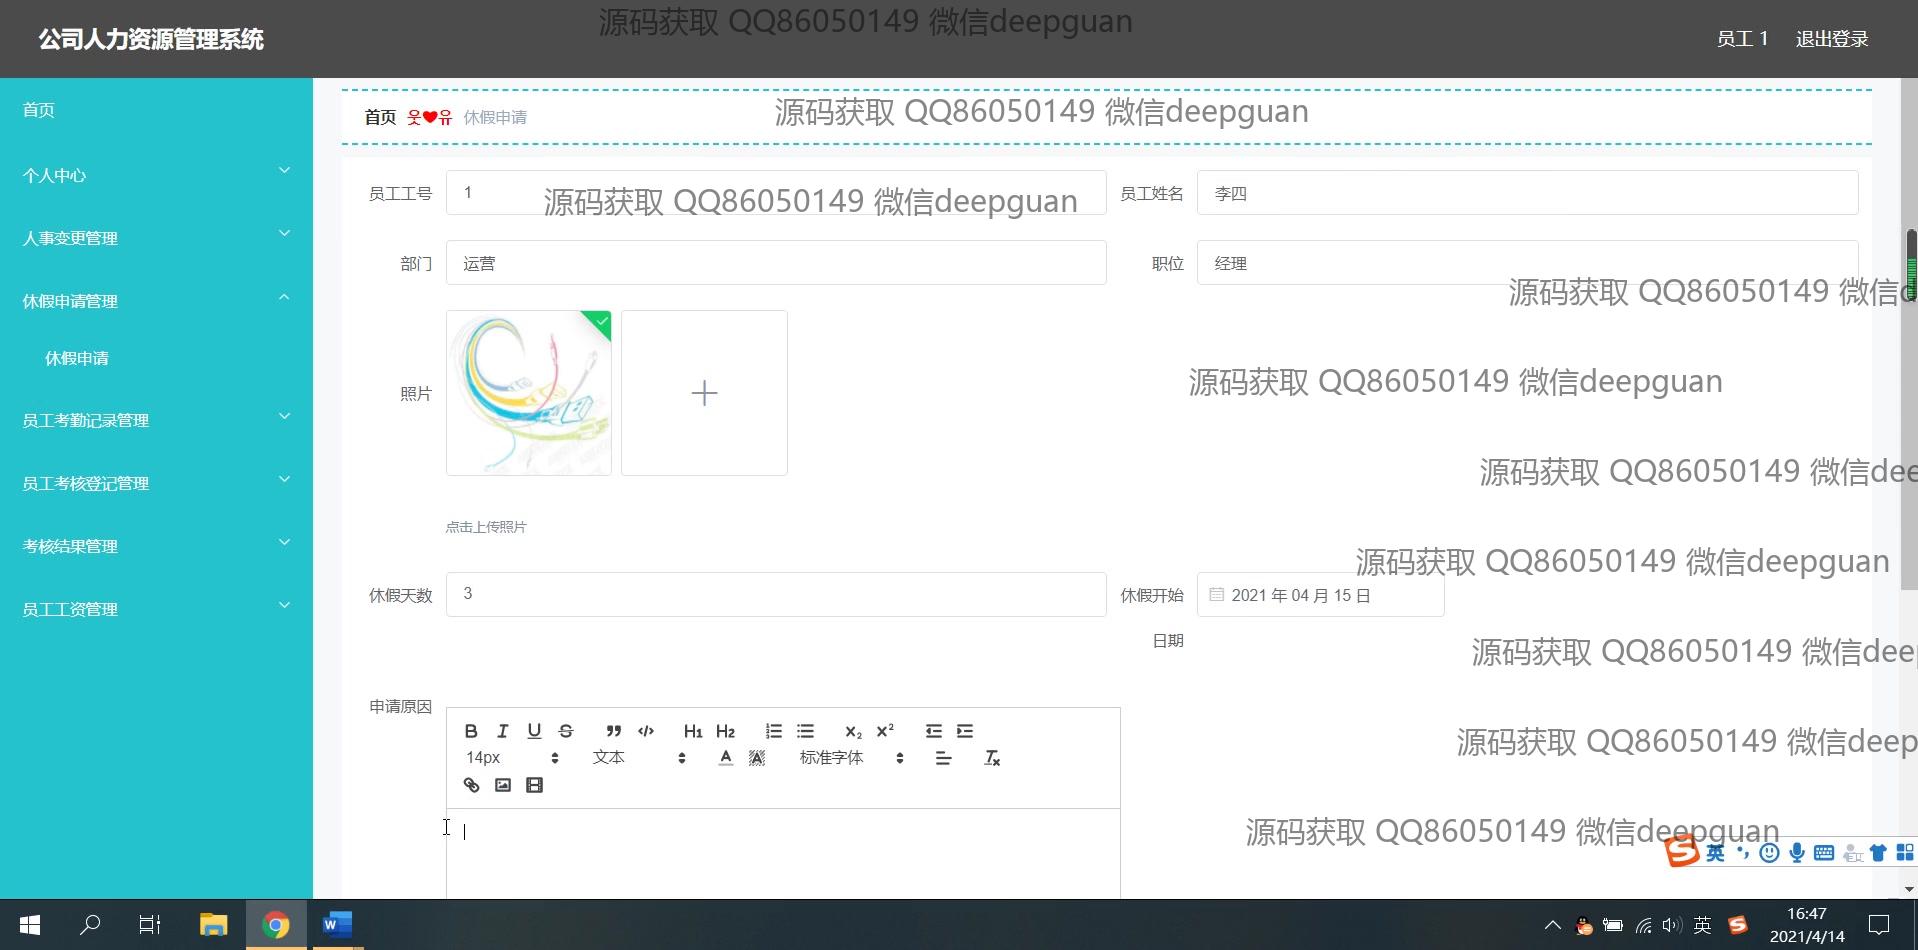 源码获取 QQ86050149 微信deepguan
公司人力资源管理系统
员工 1 退出登录
首页
个人中心
人事变更管理
休假申请管理
休假申请
员工考勤记录管理
员工考核登记管理
考核结果管理
员工工资管理
首页 웃❤유 休假申请
源码获取 QQ86050149 微信deepguan
员工工号 1
源码获取 QQ86050149 微信deepguan
员工姓名 李四
部门 运营
职位 经理
源码获取 QQ86050149 微信d
照片
源码获取 QQ86050149 微信deepguan
源码获取 QQ86050149 微信dee
点击上传照片
源码获取 QQ86050149 微信deepguan
休假天数 3
休假开始日期 2021 年 04 月 15 日
源码获取 QQ86050149 微信dee
申请原因
B I U S H1 H2 X2 X2
14px 文本 A A 标准字体 Tx
源码获取 QQ86050149 微信deep
源码获取 QQ86050149 微信deepguan
S 英
W 英 S 16:47
2021/4/14